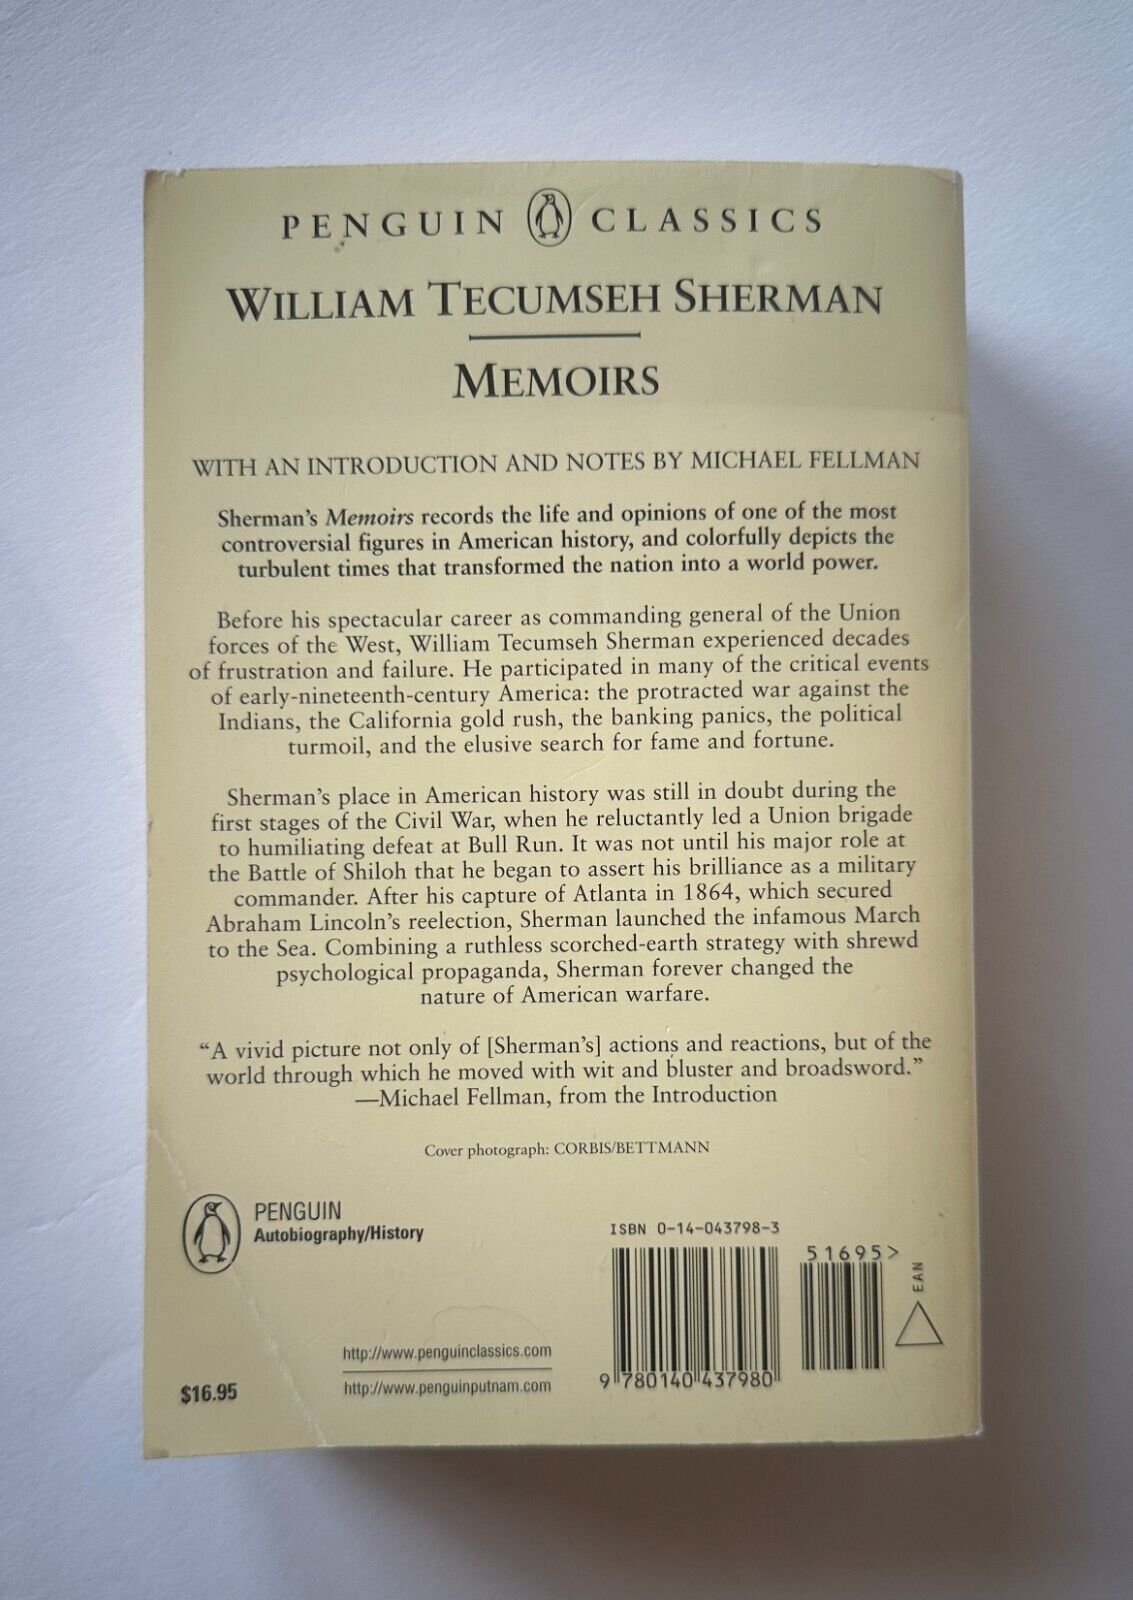 PENGUIN CLASSICS
WILLIAM TECUMSEH SHERMAN
MEMOIRS
WITH AN INTRODUCTION AND NOTES BY MICHAEL FELLMAN
Sherman's Memoirs records the life and opinions of one of the most
controversial figures in American history, and colorfully depicts the
turbulent times that transformed the nation into a world power.
Before his spectacular career as commanding general of the Union
forces of the West, William Tecumseh Sherman experienced decades
of frustration and failure. He participated in many of the critical events
of early-nineteenth-century America: the protracted war against the
Indians, the California gold rush, the banking panics, the political
turmoil, and the elusive search for fame and fortune.
Sherman's place in American history was still in doubt during the
first stages of the Civil War, when he reluctantly led a Union brigade
to humiliating defeat at Bull Run. It was not until his major role at
the Battle of Shiloh that he began to assert his brilliance as a military
commander. After his capture of Atlanta in 1864, which secured
Abraham Lincoln's reelection, Sherman launched the infamous March
to the Sea. Combining a ruthless scorched-earth strategy with shrewd
psychological propaganda, Sherman forever changed the
nature of American warfare.
"A vivid picture not only of [Sherman's] actions and reactions, but of the
world through which he moved with wit and bluster and broadsword."
—Michael Fellman, from the Introduction
Cover photograph: CORBIS/BETTMANN
PENGUIN
Autobiography/History
ISBN 0-14-043798-3
51695>
EAN
9 780140 437980
http://www.penguinclassics.com
http://www.penguinputnam.com
$16.95